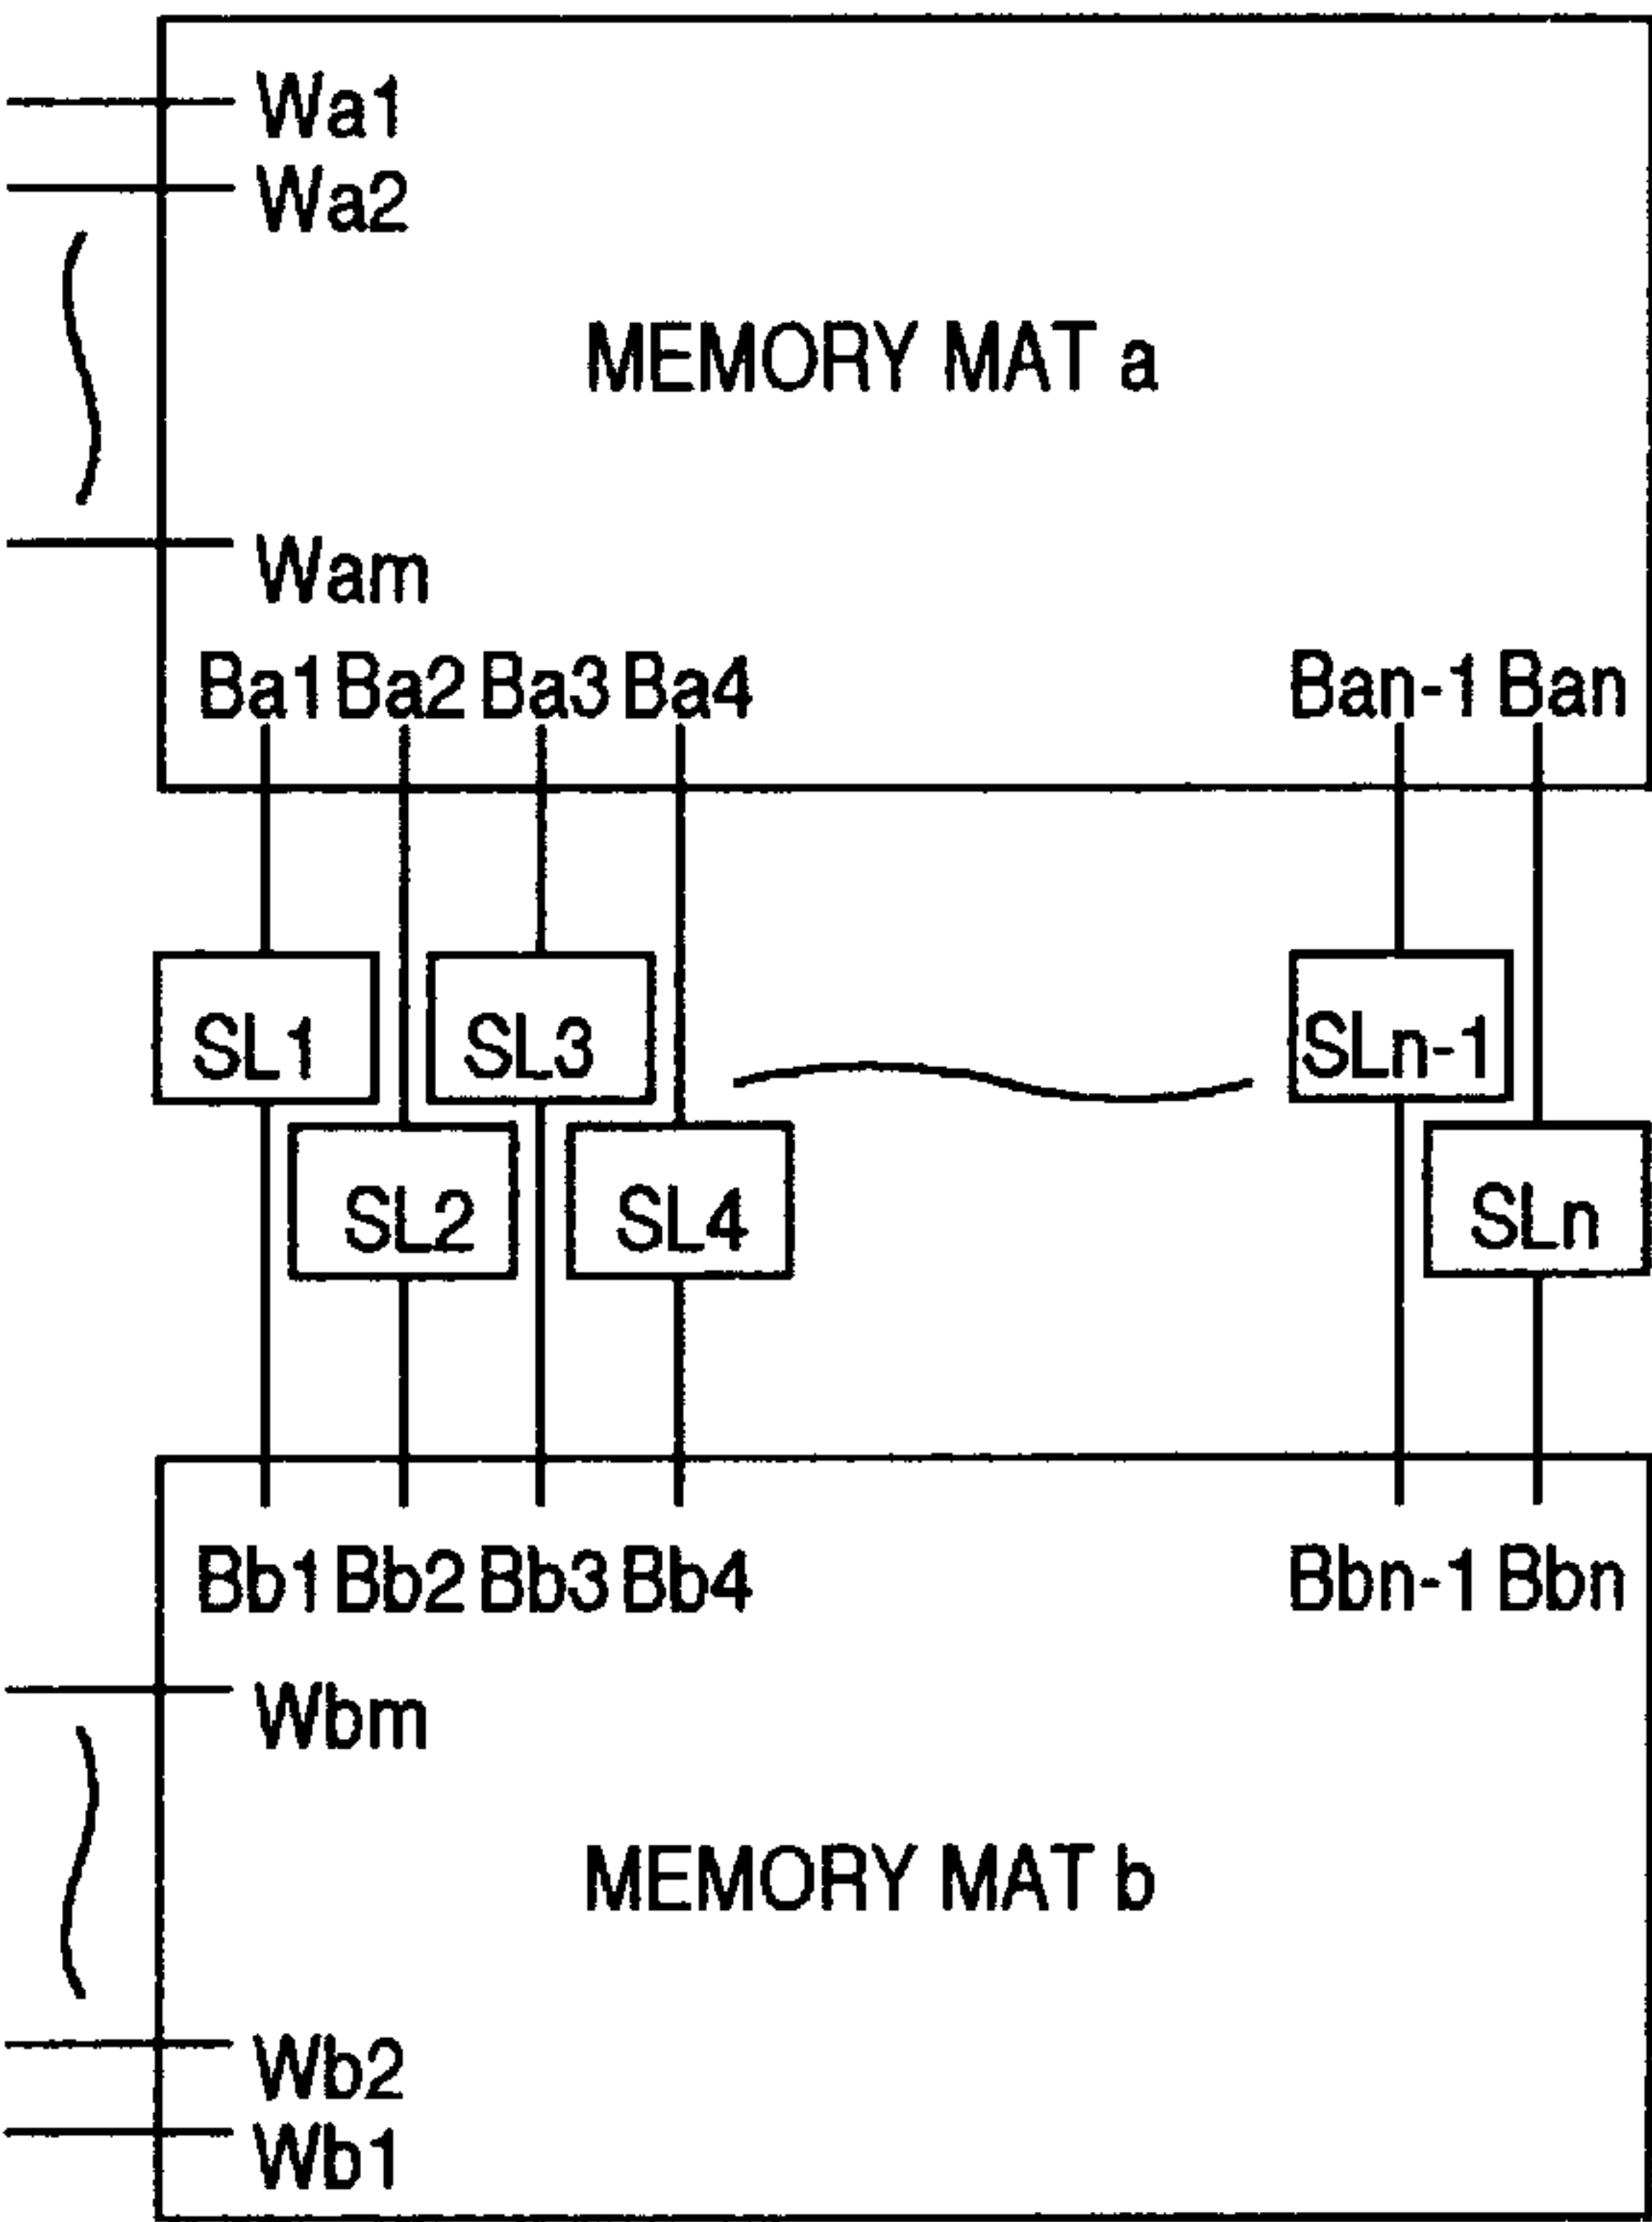 Wa1
Wa2
MEMORY MAT a
Wam
Ba1 Ba2 Ba3 Ba4 Ban-1 Ban
SL1 SL3 SLn-1
SL2 SL4 SLn
Bb1 Bb2 Bb3 Bb4 Bbn-1 Bbn
Wbm
MEMORY MAT b
Wb2
Wb1